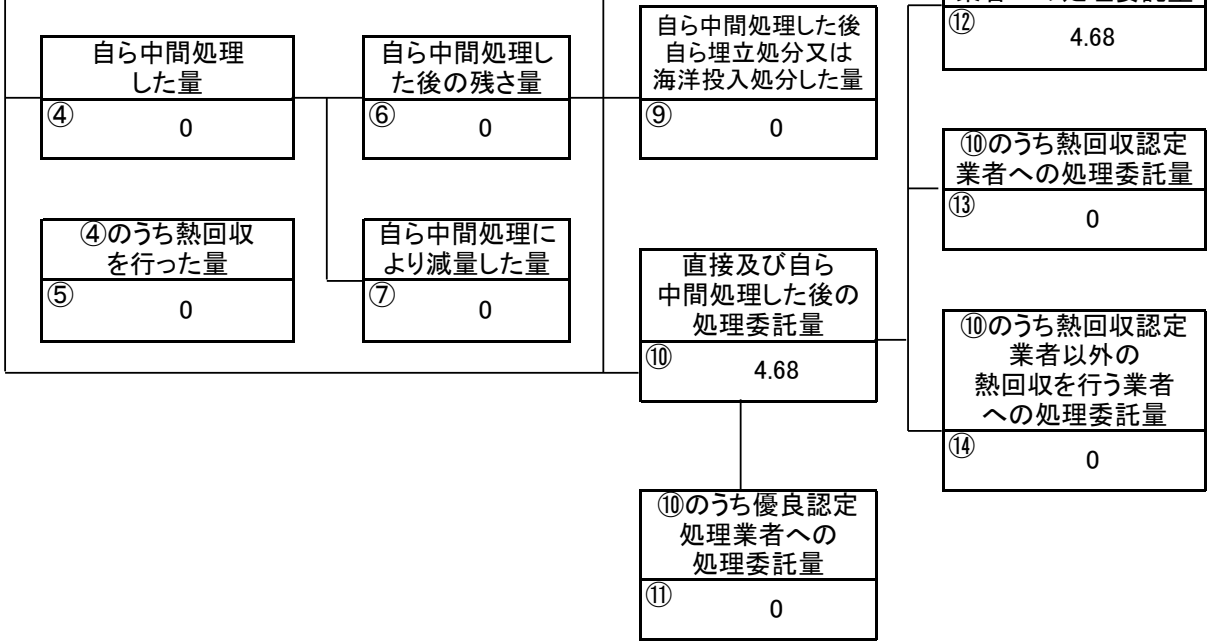 ⑫
4.68
自ら中間処理
した量
④
0
自ら中間処理し
た後の残さ量
⑥
0
自ら中間処理した後
自ら埋立処分又は
海洋投入処分した量
⑨
0
⑩のうち熱回収認定
業者への処理委託量
⑬
0
④のうち熱回収
を行った量
⑤
0
自ら中間処理に
より減量した量
⑦
0
直接及び自ら
中間処理した後の
処理委託量
⑩
4.68
⑩のうち熱回収認定
業者以外の
熱回収を行う業者
への処理委託量
⑭
0
⑩のうち優良認定
処理業者への
処理委託量
⑪
0